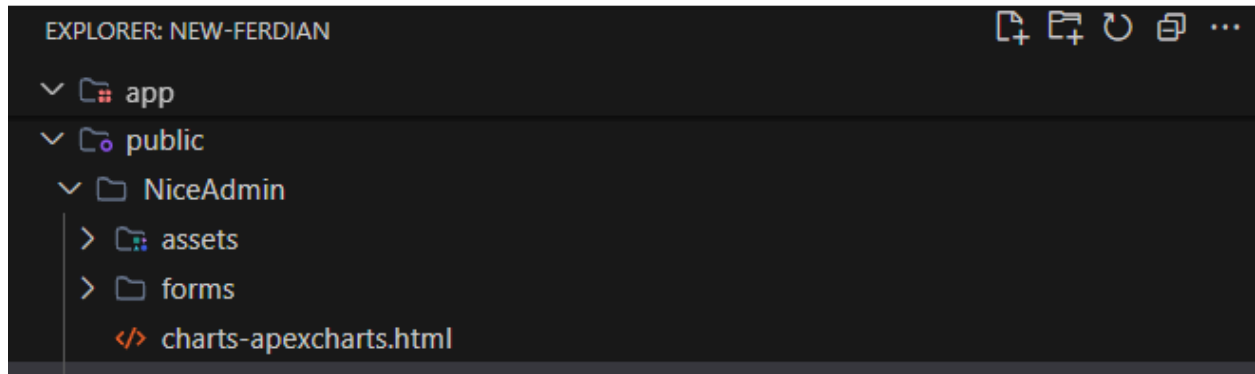 EXPLORER: NEW-FERDIAN
app
public
NiceAdmin
assets
forms
charts-apexcharts.html